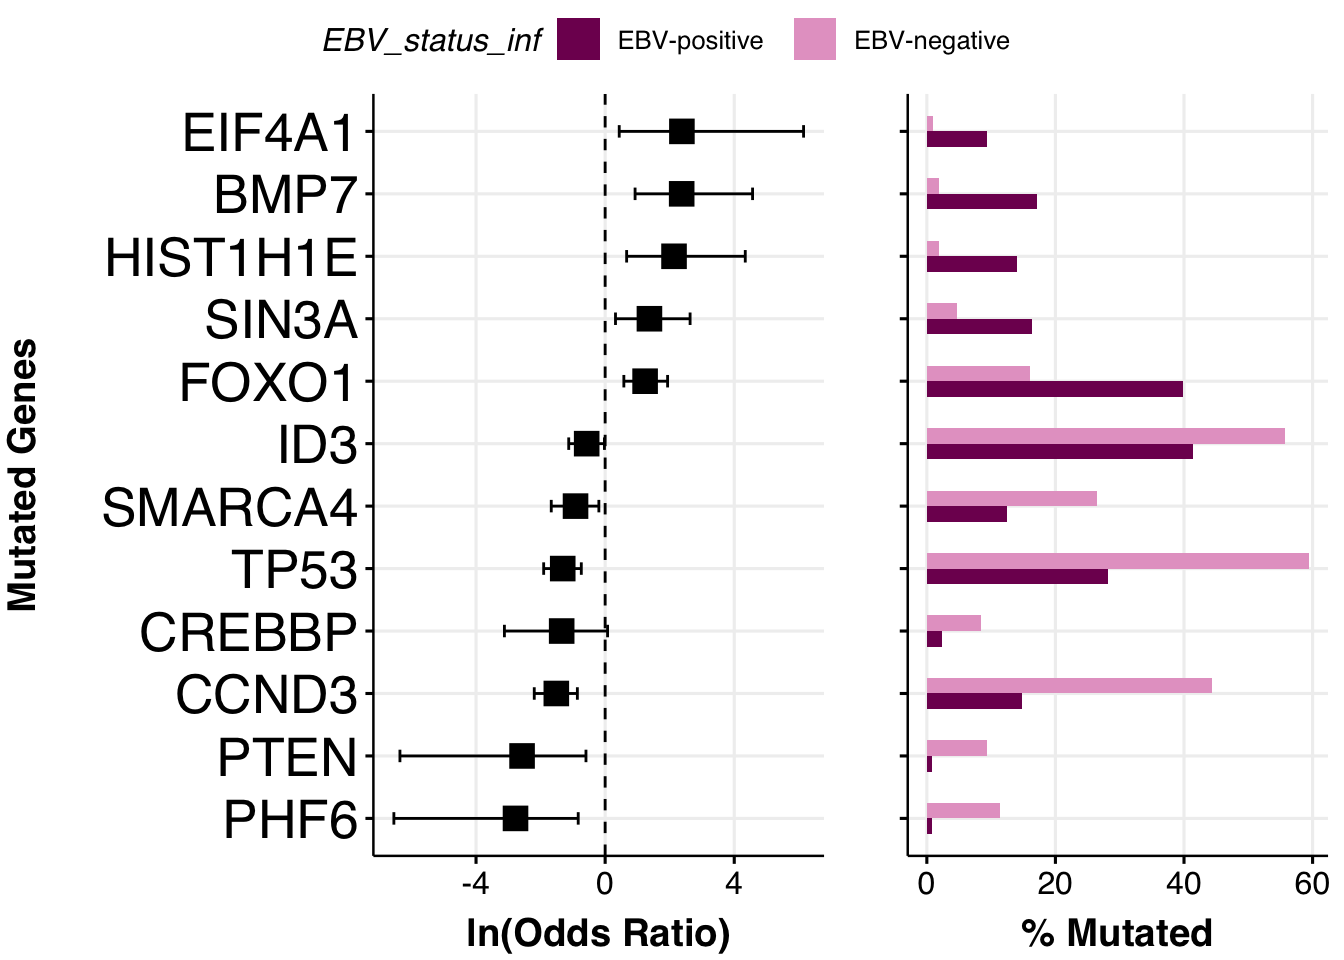 EBV_status_inf EBV-positive EBV-negative
Mutated Genes
EIF4A1
BMP7
HIST1H1E
SIN3A
FOXO1
ID3
SMARCA4
TP53
CREBBP
CCND3
PTEN
PHF6
-4 0 4
ln(Odds Ratio)
0 20 40 60
% Mutated